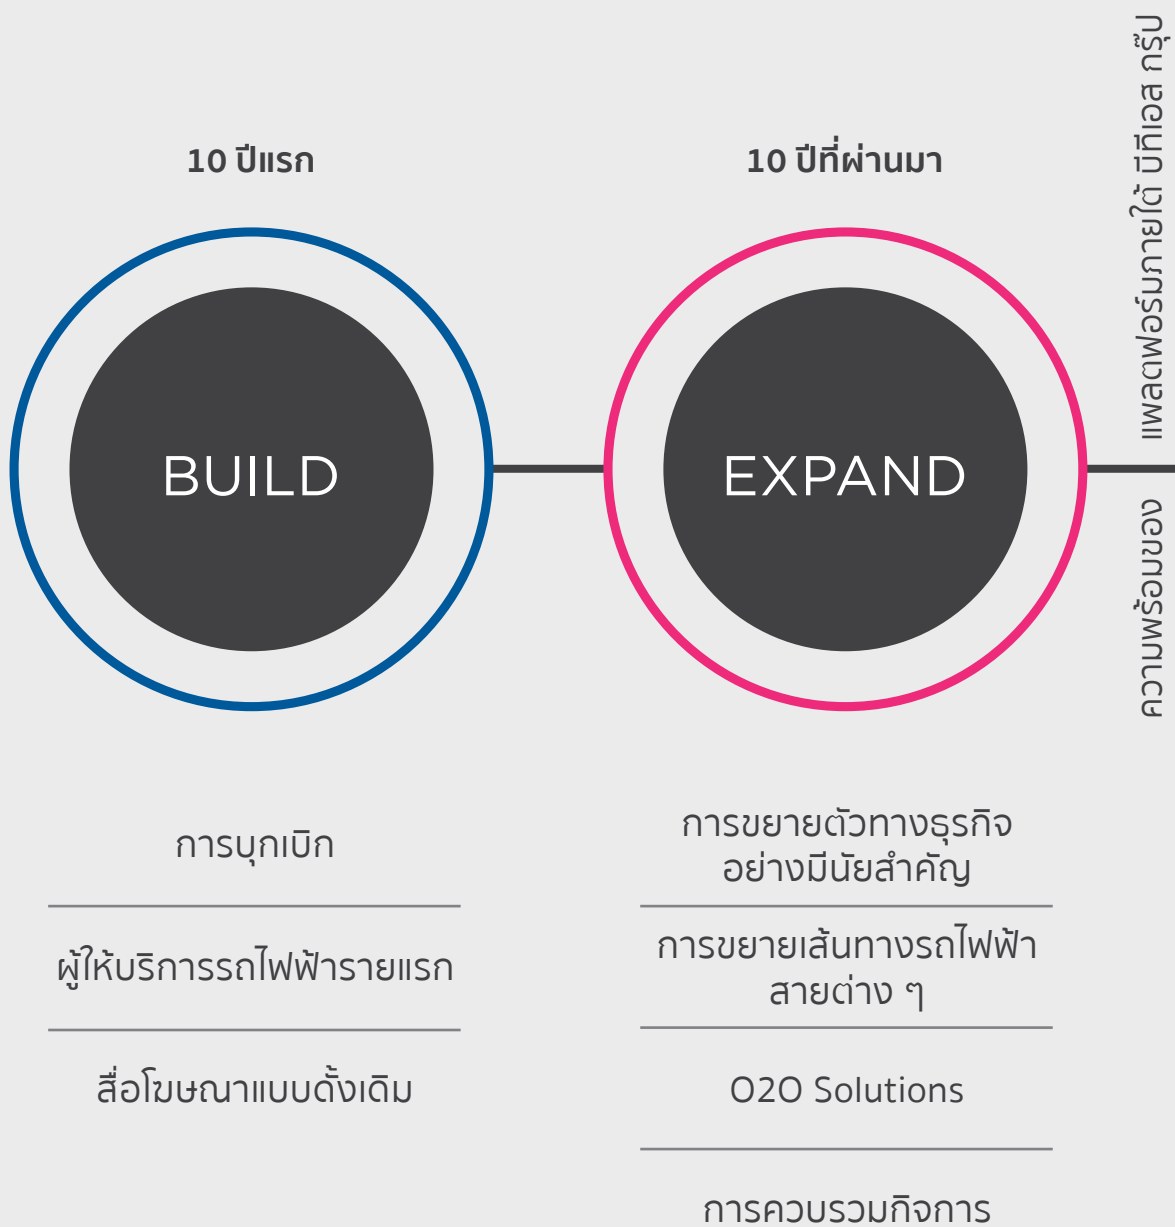 10 ปีแรก
BUILD
การบุกเบิก
ผู้ให้บริการรถไฟฟ้ารายแรก
สื่อโฆษณาแบบดั้งเดิม
10 ปีที่ผ่านมา
EXPAND
การขยายตัวทางธุรกิจ
อย่างมีนัยสำคัญ
การขยายเส้นทางรถไฟฟ้า
สายต่าง ๆ
O2O Solutions
การควบรวมกิจการ
แพลตฟอร์มภายใต้ บีทีเอส กรุ๊ป
ความพร้อมของ